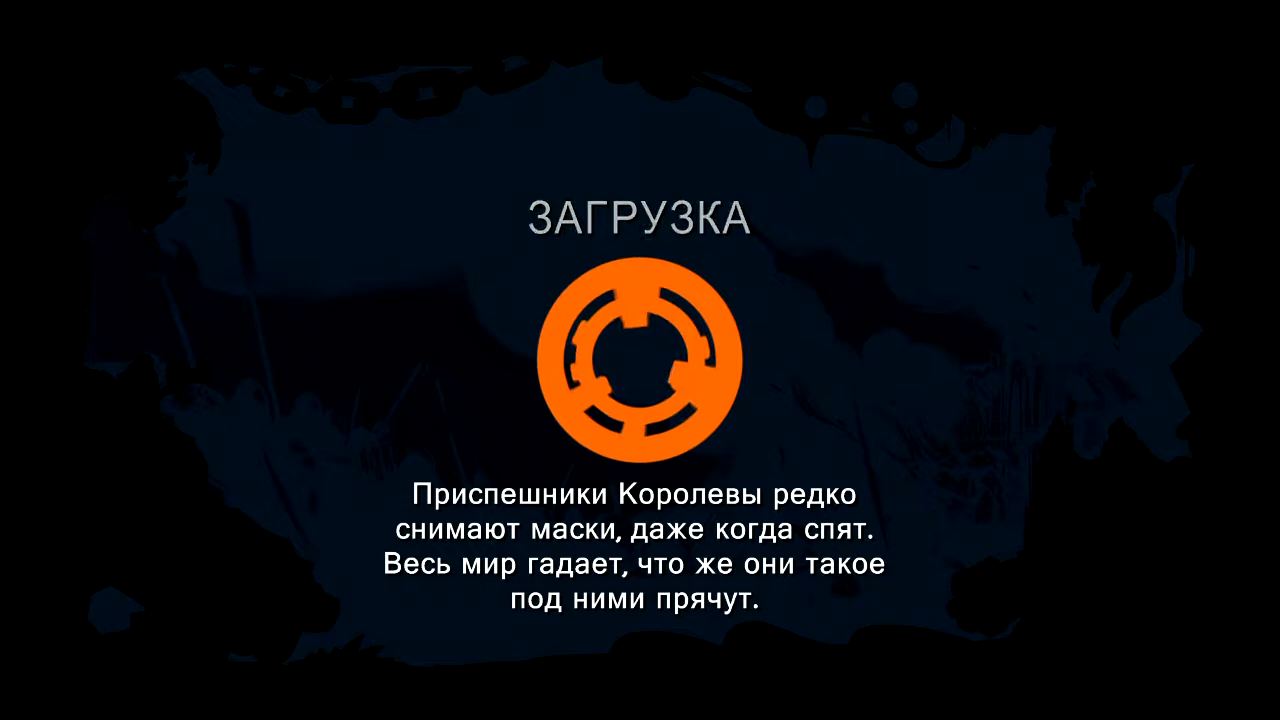 ЗАГРУЗКА
Приспешники Королевы редко
снимают маски, даже когда спят.
Весь мир гадает, что же они такое
под ними прячут.